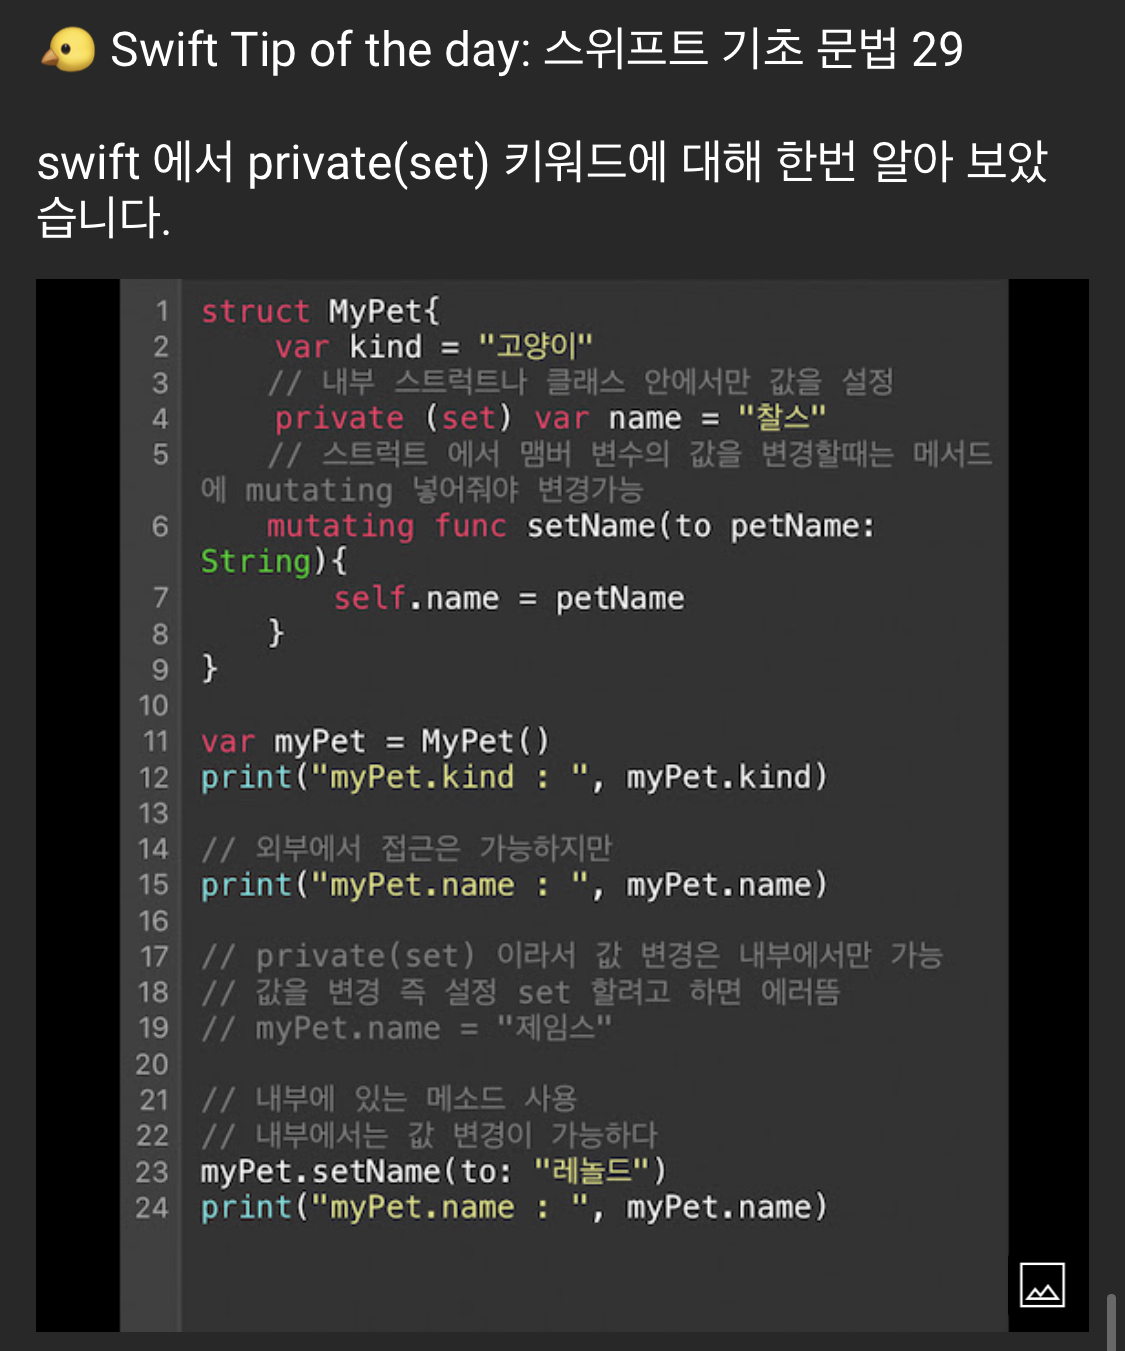 🐤 Swift Tip of the day: 스위프트 기초 문법 29
swift 에서 private(set) 키워드에 대해 한번 알아 보았
습니다.
1 struct MyPet{
2 var kind = "고양이"
3 // 내부 스트럭트나 클래스 안에서만 값을 설정
4 private (set) var name = "찰스"
5 // 스트럭트 에서 맴버 변수의 값을 변경할때는 메서드
에 mutating 넣어줘야 변경가능
6 mutating func setName(to petName:
String){
7 self.name = petName
8 }
9 }
10
11 var myPet = MyPet()
12 print("myPet.kind : ", myPet.kind)
13
14 // 외부에서 접근은 가능하지만
15 print("myPet.name : ", myPet.name)
16
17 // private(set) 이라서 값 변경은 내부에서만 가능
18 // 값을 변경 즉 설정 set 할려고 하면 에러뜸
19 // myPet.name = "제임스"
20
21 // 내부에 있는 메소드 사용
22 // 내부에서는 값 변경이 가능하다
23 myPet.setName(to: "레놀드")
24 print("myPet.name : ", myPet.name)